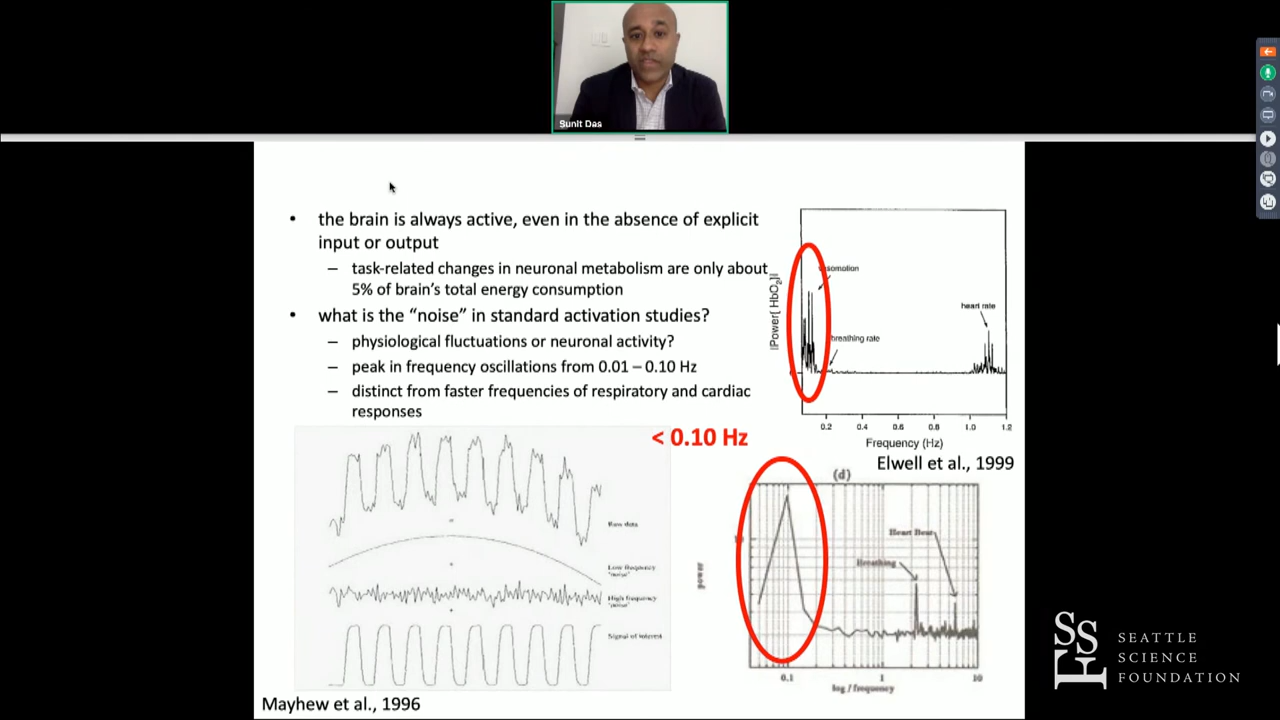 Sunit Das
• the brain is always active, even in the absence of explicit
input or output
– task-related changes in neuronal metabolism are only about
5% of brain's total energy consumption
• what is the “noise” in standard activation studies?
– physiological fluctuations or neuronal activity?
– peak in frequency oscillations from 0.01 – 0.10 Hz
– distinct from faster frequencies of respiratory and cardiac
responses
|Power[ HbO2]|
heart rate
breathing rate
0.2 0.4 0.6 0.8 1.0 1.2
Frequency (Hz)
Elwell et al., 1999
< 0.10 Hz
Raw data
=
Low frequency
"noise"
+
High frequency
"noise"
+
Signal of interest
Mayhew et al., 1996
(d)
power
Heart Beat
Breathing
0.1 1 10
log f frequency
SSF
SEATTLE
SCIENCE
FOUNDATION